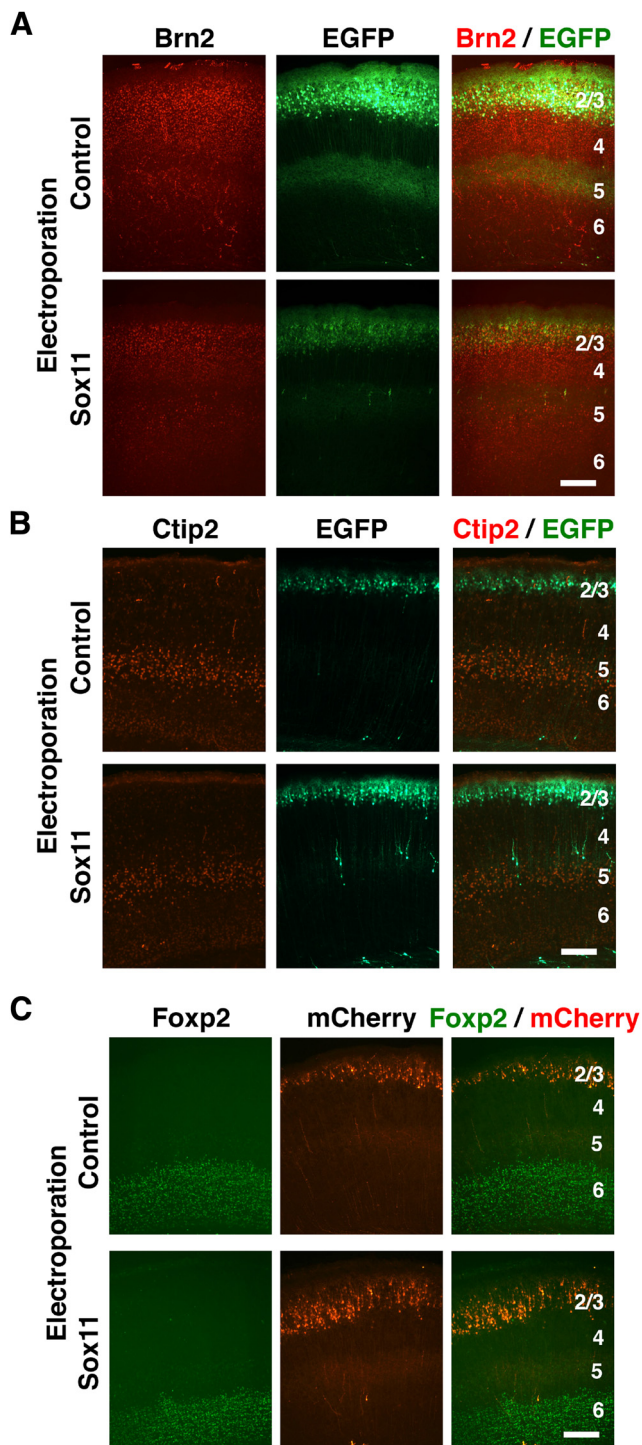 A
Brn2 EGFP Brn2 / EGFP
Electroporation
Control
2/3
4
5
6
Sox11
2/3
4
5
6
B
Ctip2 EGFP Ctip2 / EGFP
Electroporation
Control
2/3
4
5
6
Sox11
2/3
4
5
6
C
Foxp2 mCherry Foxp2 / mCherry
Electroporation
Control
2/3
4
5
6
Sox11
2/3
4
5
6